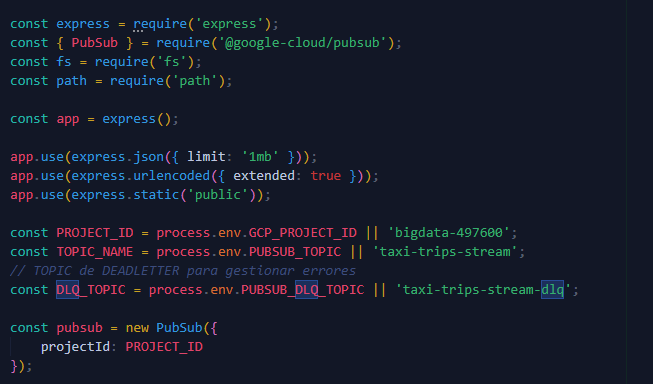 const express = require('express');
const { PubSub } = require('@google-cloud/pubsub');
const fs = require('fs');
const path = require('path');
const app = express();
app.use(express.json({ limit: '1mb' }));
app.use(express.urlencoded({ extended: true }));
app.use(express.static('public'));
const PROJECT_ID = process.env.GCP_PROJECT_ID || 'bigdata-497600';
const TOPIC_NAME = process.env.PUBSUB_TOPIC || 'taxi-trips-stream';
// TOPIC de DEADLETTER para gestionar errores
const DLQ_TOPIC = process.env.PUBSUB_DLQ_TOPIC || 'taxi-trips-stream-dlq';
const pubsub = new PubSub({
projectId: PROJECT_ID
});